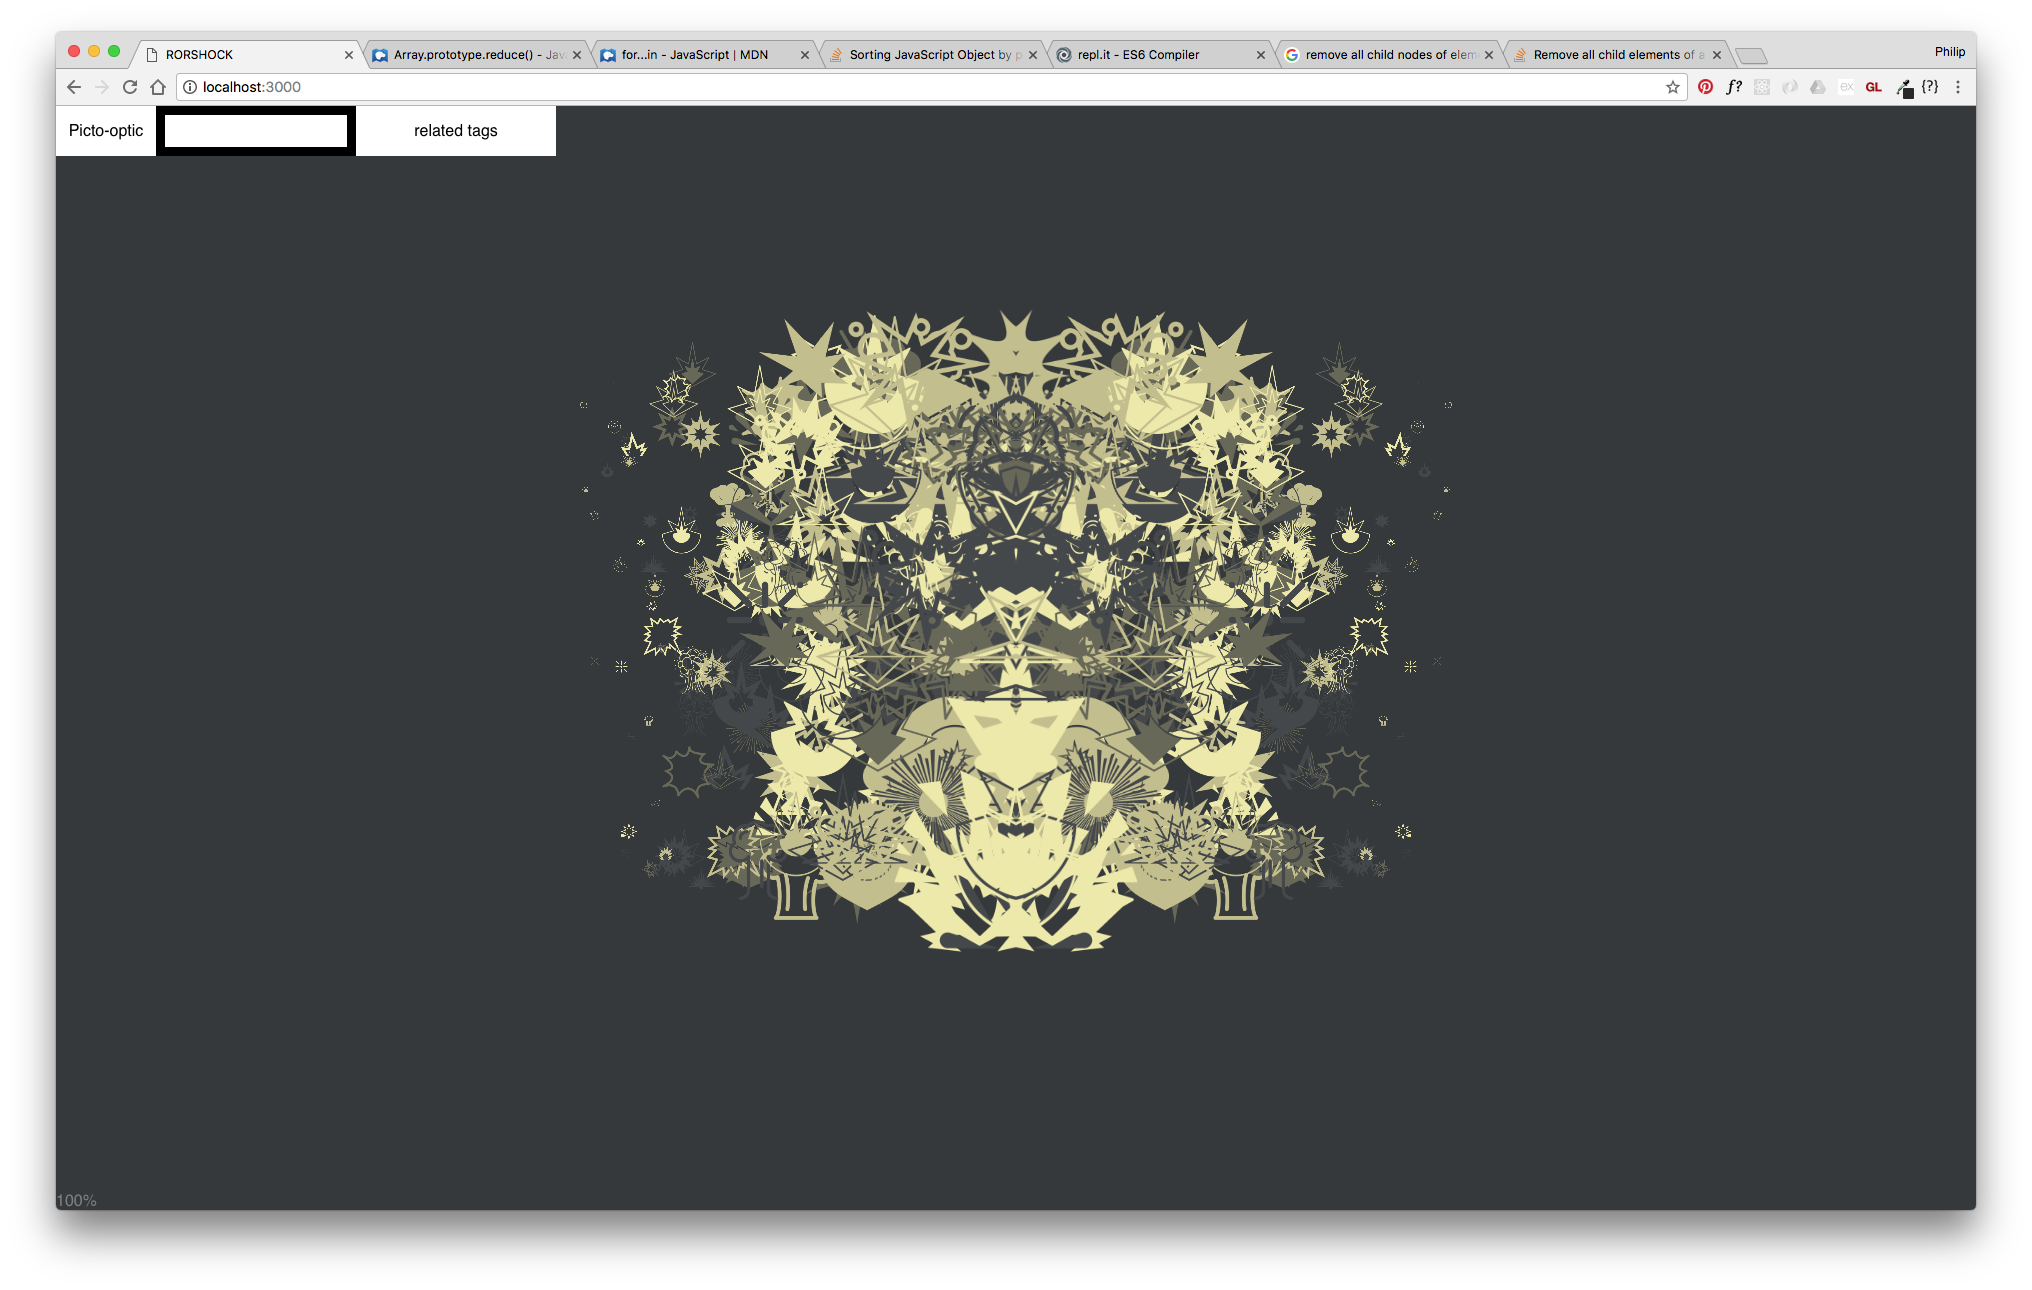 RORSHOCK
Array.prototype.reduce() - Jav
for...in - JavaScript | MDN
Sorting JavaScript Object by p
repl.it - ES6 Compiler
remove all child nodes of elem
Remove all child elements of a
Philip
localhost:3000
f?
ex
GL
{?}
Picto-optic
related tags
100%